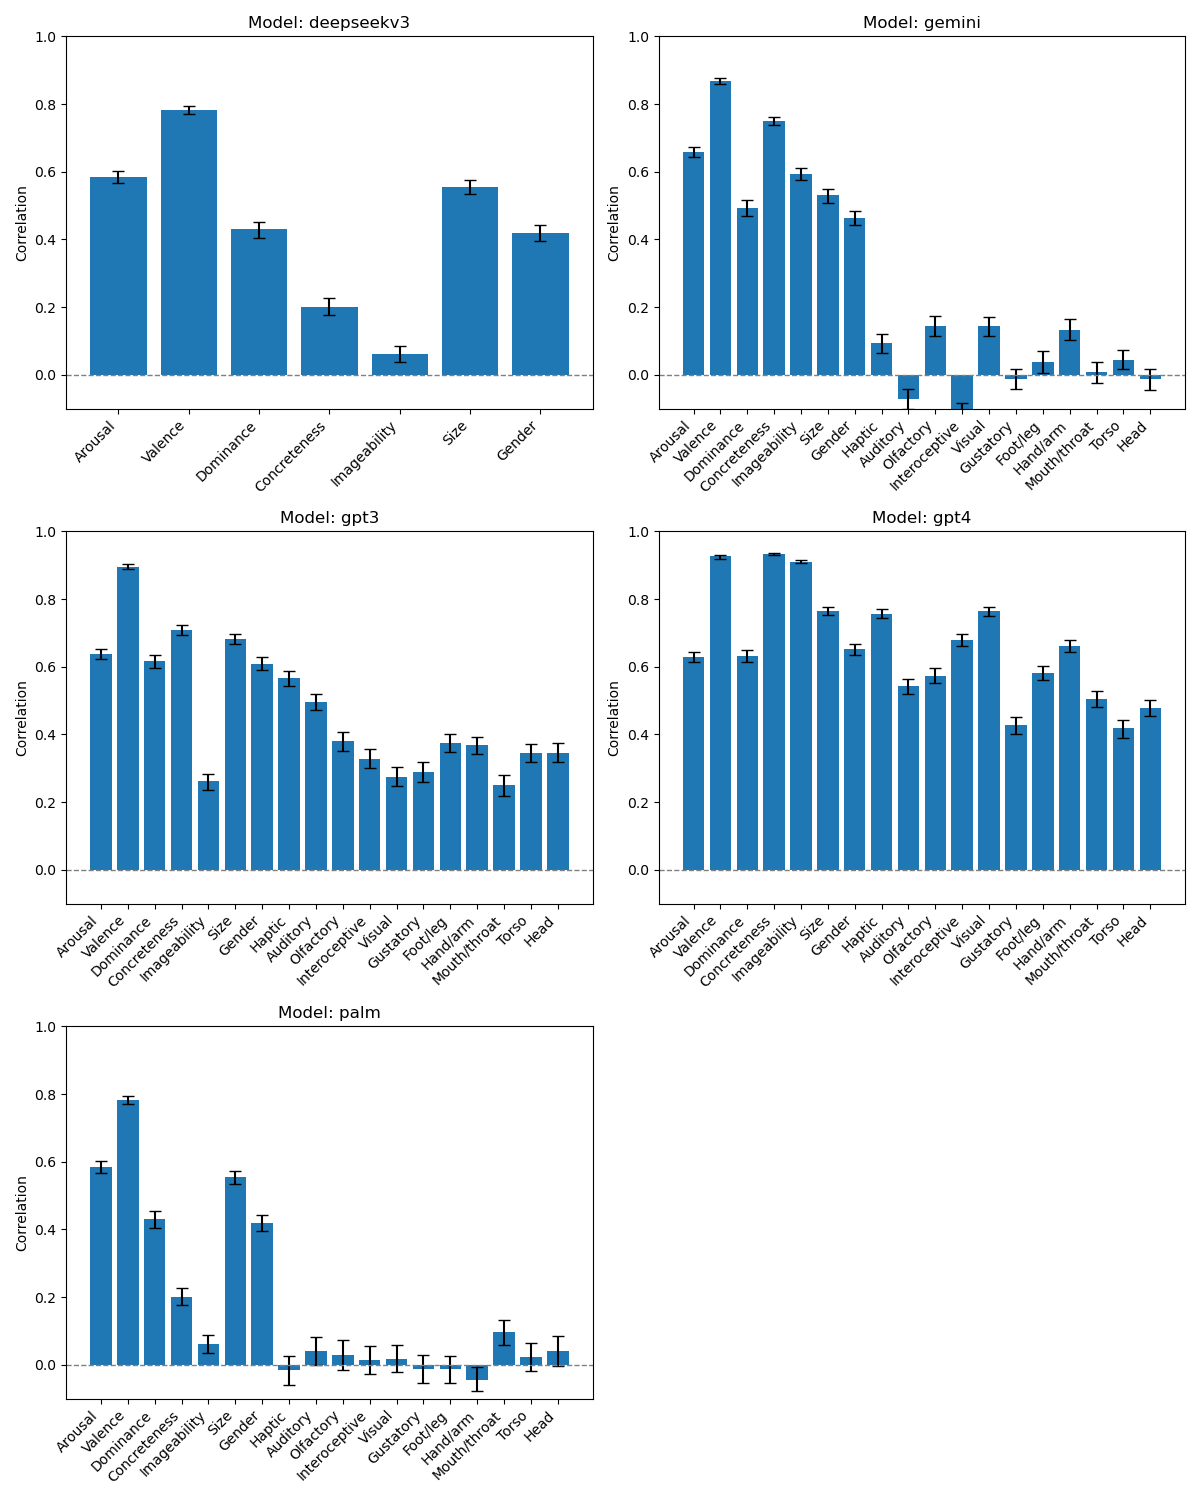 Model: deepseekv3
Correlation
1.0
0.8
0.6
0.4
0.2
0.0
Arousal
Valence
Dominance
Concreteness
Imageability
Size
Gender
Model: gemini
Correlation
1.0
0.8
0.6
0.4
0.2
0.0
Arousal
Valence
Dominance
Concreteness
Imageability
Size
Gender
Haptic
Auditory
Olfactory
Interoceptive
Visual
Gustatory
Foot/leg
Hand/arm
Mouth/throat
Torso
Head
Model: gpt3
Correlation
1.0
0.8
0.6
0.4
0.2
0.0
Arousal
Valence
Dominance
Concreteness
Imageability
Size
Gender
Haptic
Auditory
Olfactory
Interoceptive
Visual
Gustatory
Foot/leg
Hand/arm
Mouth/throat
Torso
Head
Model: gpt4
Correlation
1.0
0.8
0.6
0.4
0.2
0.0
Arousal
Valence
Dominance
Concreteness
Imageability
Size
Gender
Haptic
Auditory
Olfactory
Interoceptive
Visual
Gustatory
Foot/leg
Hand/arm
Mouth/throat
Torso
Head
Model: palm
Correlation
1.0
0.8
0.6
0.4
0.2
0.0
Arousal
Valence
Dominance
Concreteness
Imageability
Size
Gender
Haptic
Auditory
Olfactory
Interoceptive
Visual
Gustatory
Foot/leg
Hand/arm
Mouth/throat
Torso
Head